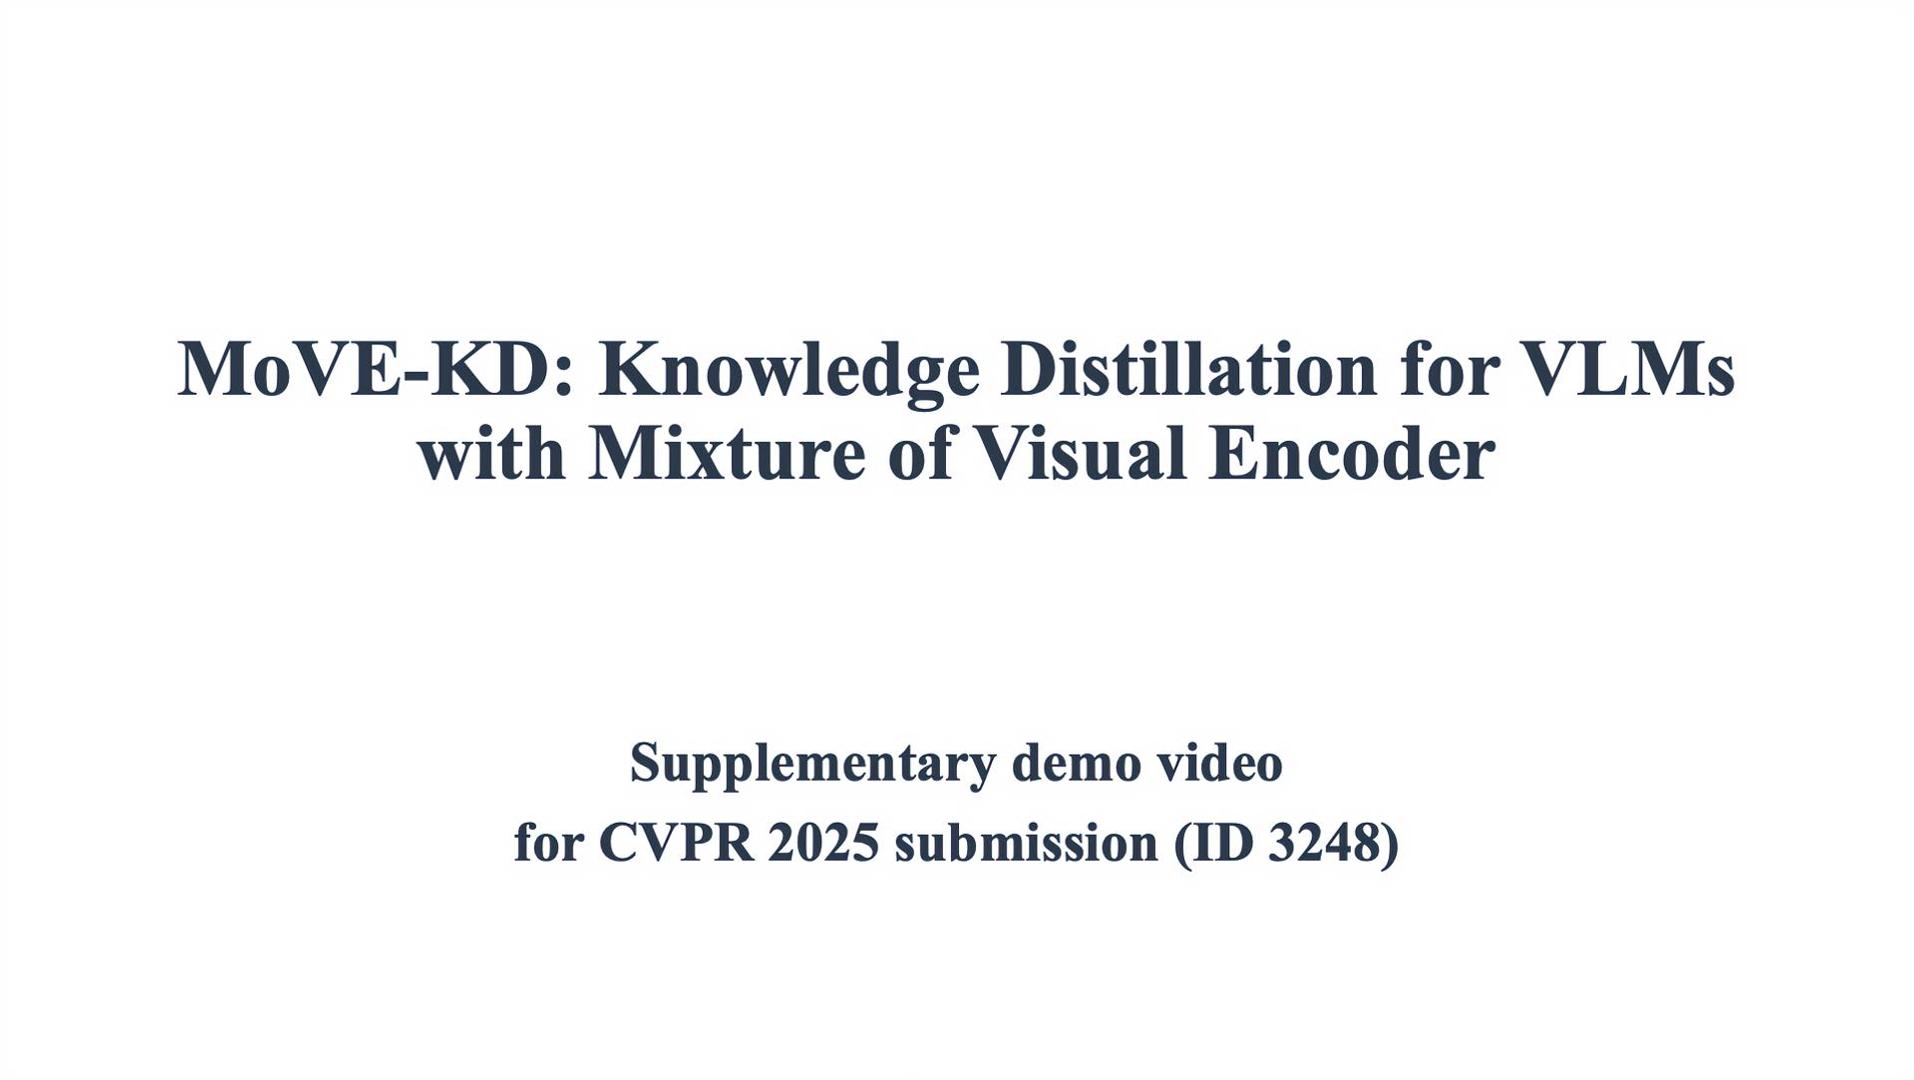 MoVE-KD: Knowledge Distillation for VLMs
with Mixture of Visual Encoder
Supplementary demo video
for CVPR 2025 submission (ID 3248)